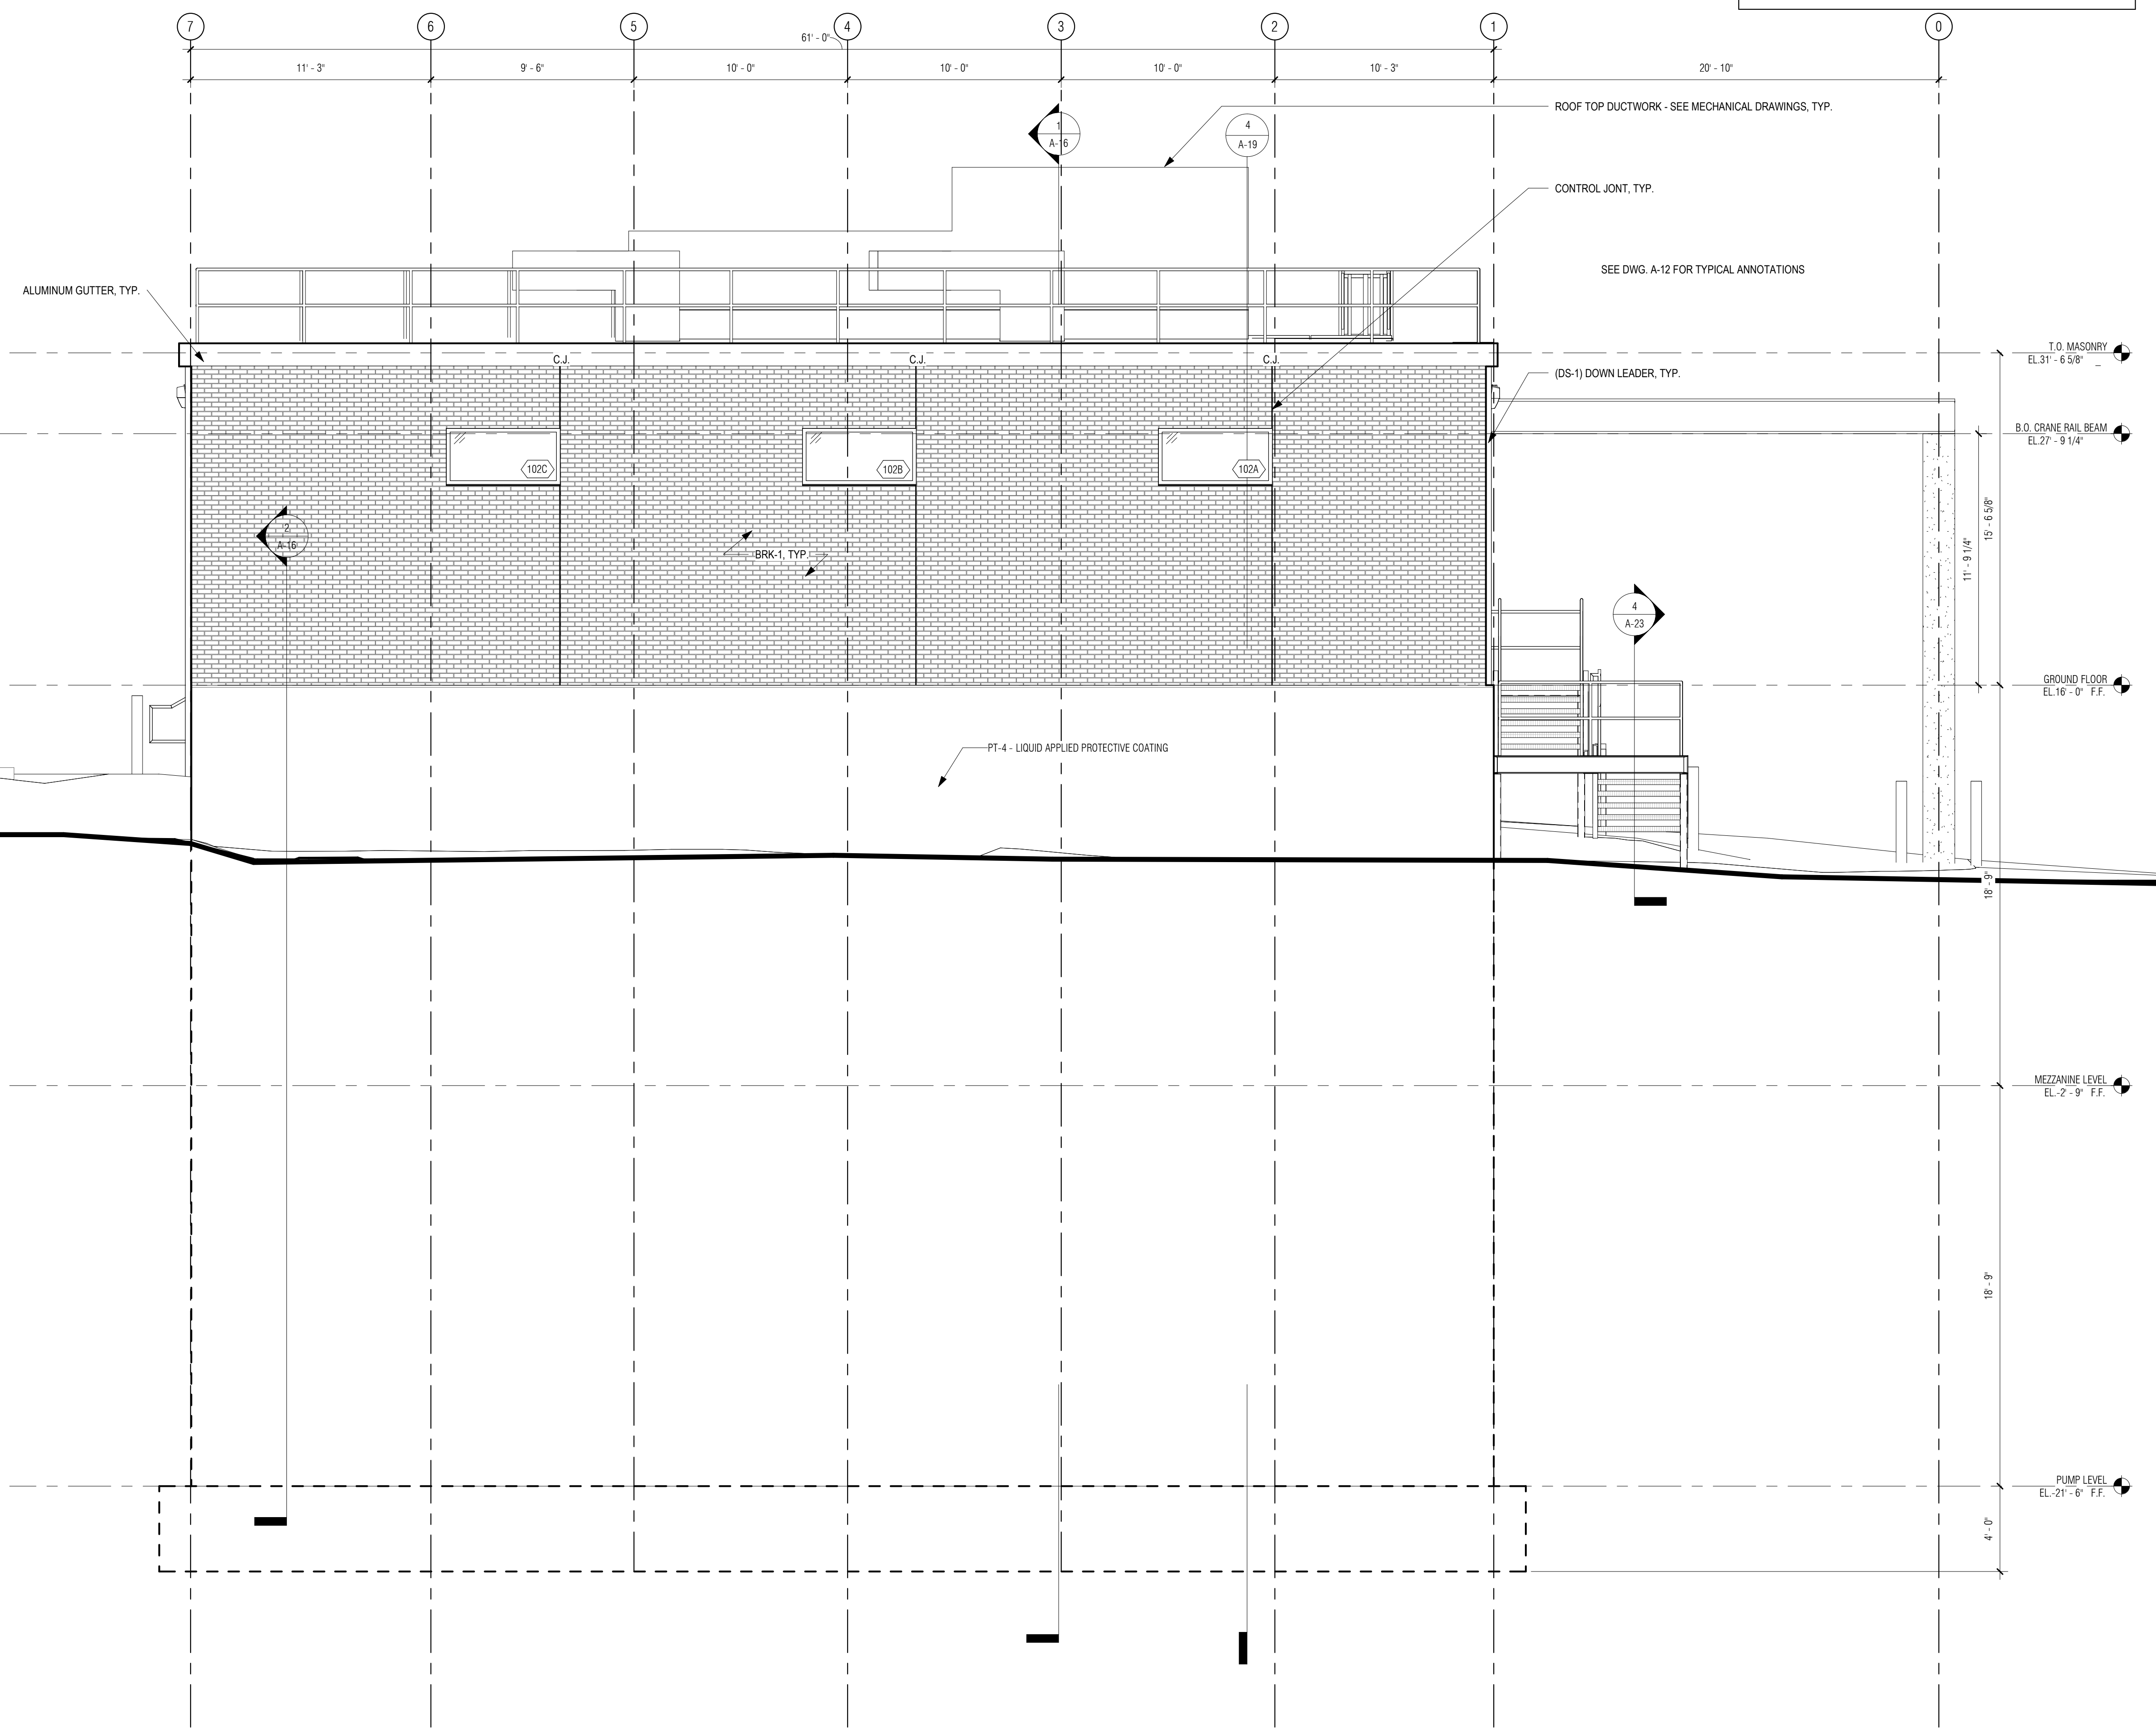 7
6
5
4
3
2
1
0
61' - 0"
11' - 3"
9' - 6"
10' - 0"
10' - 0"
10' - 0"
10' - 3"
20' - 10"
ROOF TOP DUCTWORK - SEE MECHANICAL DRAWINGS, TYP.
1
A-16
4
A-19
CONTROL JONT, TYP.
SEE DWG. A-12 FOR TYPICAL ANNOTATIONS
ALUMINUM GUTTER, TYP.
C.J.
C.J.
C.J.
T.O. MASONRY
EL.31' - 6 5/8"
(DS-1) DOWN LEADER, TYP.
B.O. CRANE RAIL BEAM
EL.27' - 9 1/4"
102C
102B
102A
15' - 6 5/8"
11' - 9 1/4"
2
A-16
BRK-1, TYP.
4
A-23
GROUND FLOOR
EL.16' - 0" F.F.
PT-4 - LIQUID APPLIED PROTECTIVE COATING
18' - 9"
MEZZANINE LEVEL
EL.-2' - 9" F.F.
18' - 9"
PUMP LEVEL
EL.-21' - 6" F.F.
4' - 0"